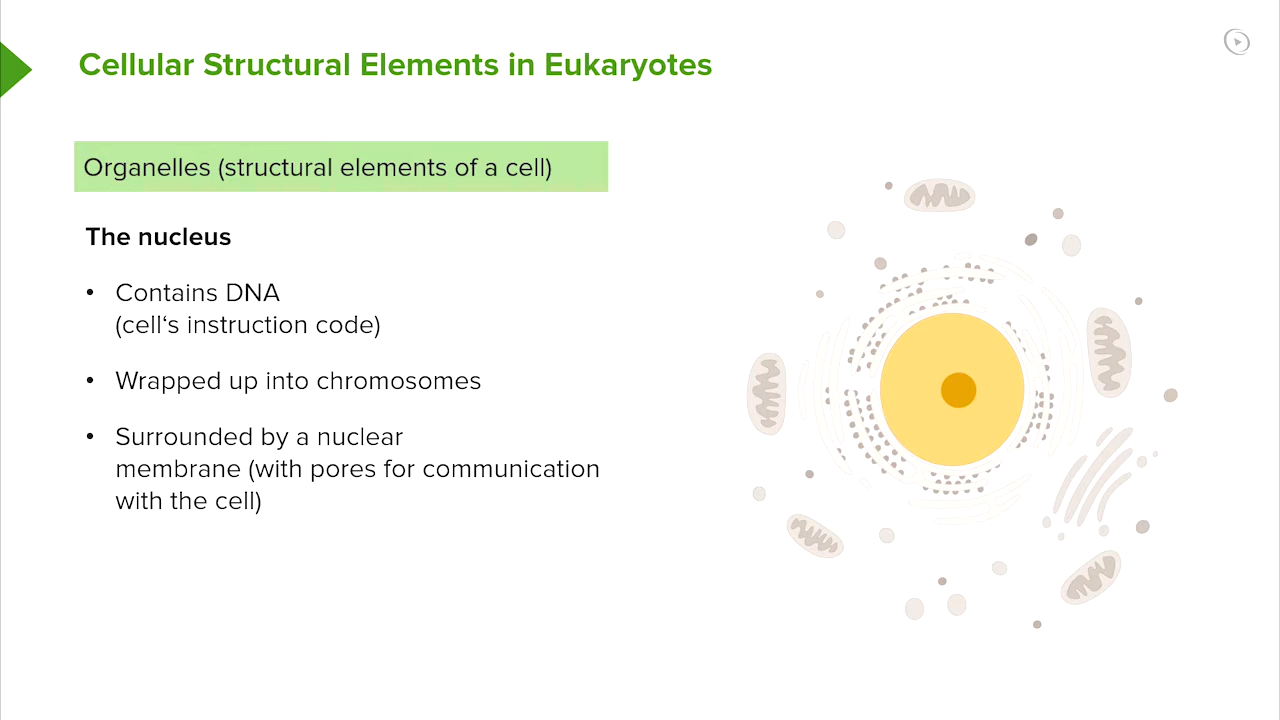 Cellular Structural Elements in Eukaryotes
Organelles (structural elements of a cell)
The nucleus
• Contains DNA
(cell‘s instruction code)
• Wrapped up into chromosomes
• Surrounded by a nuclear
membrane (with pores for communication
with the cell)